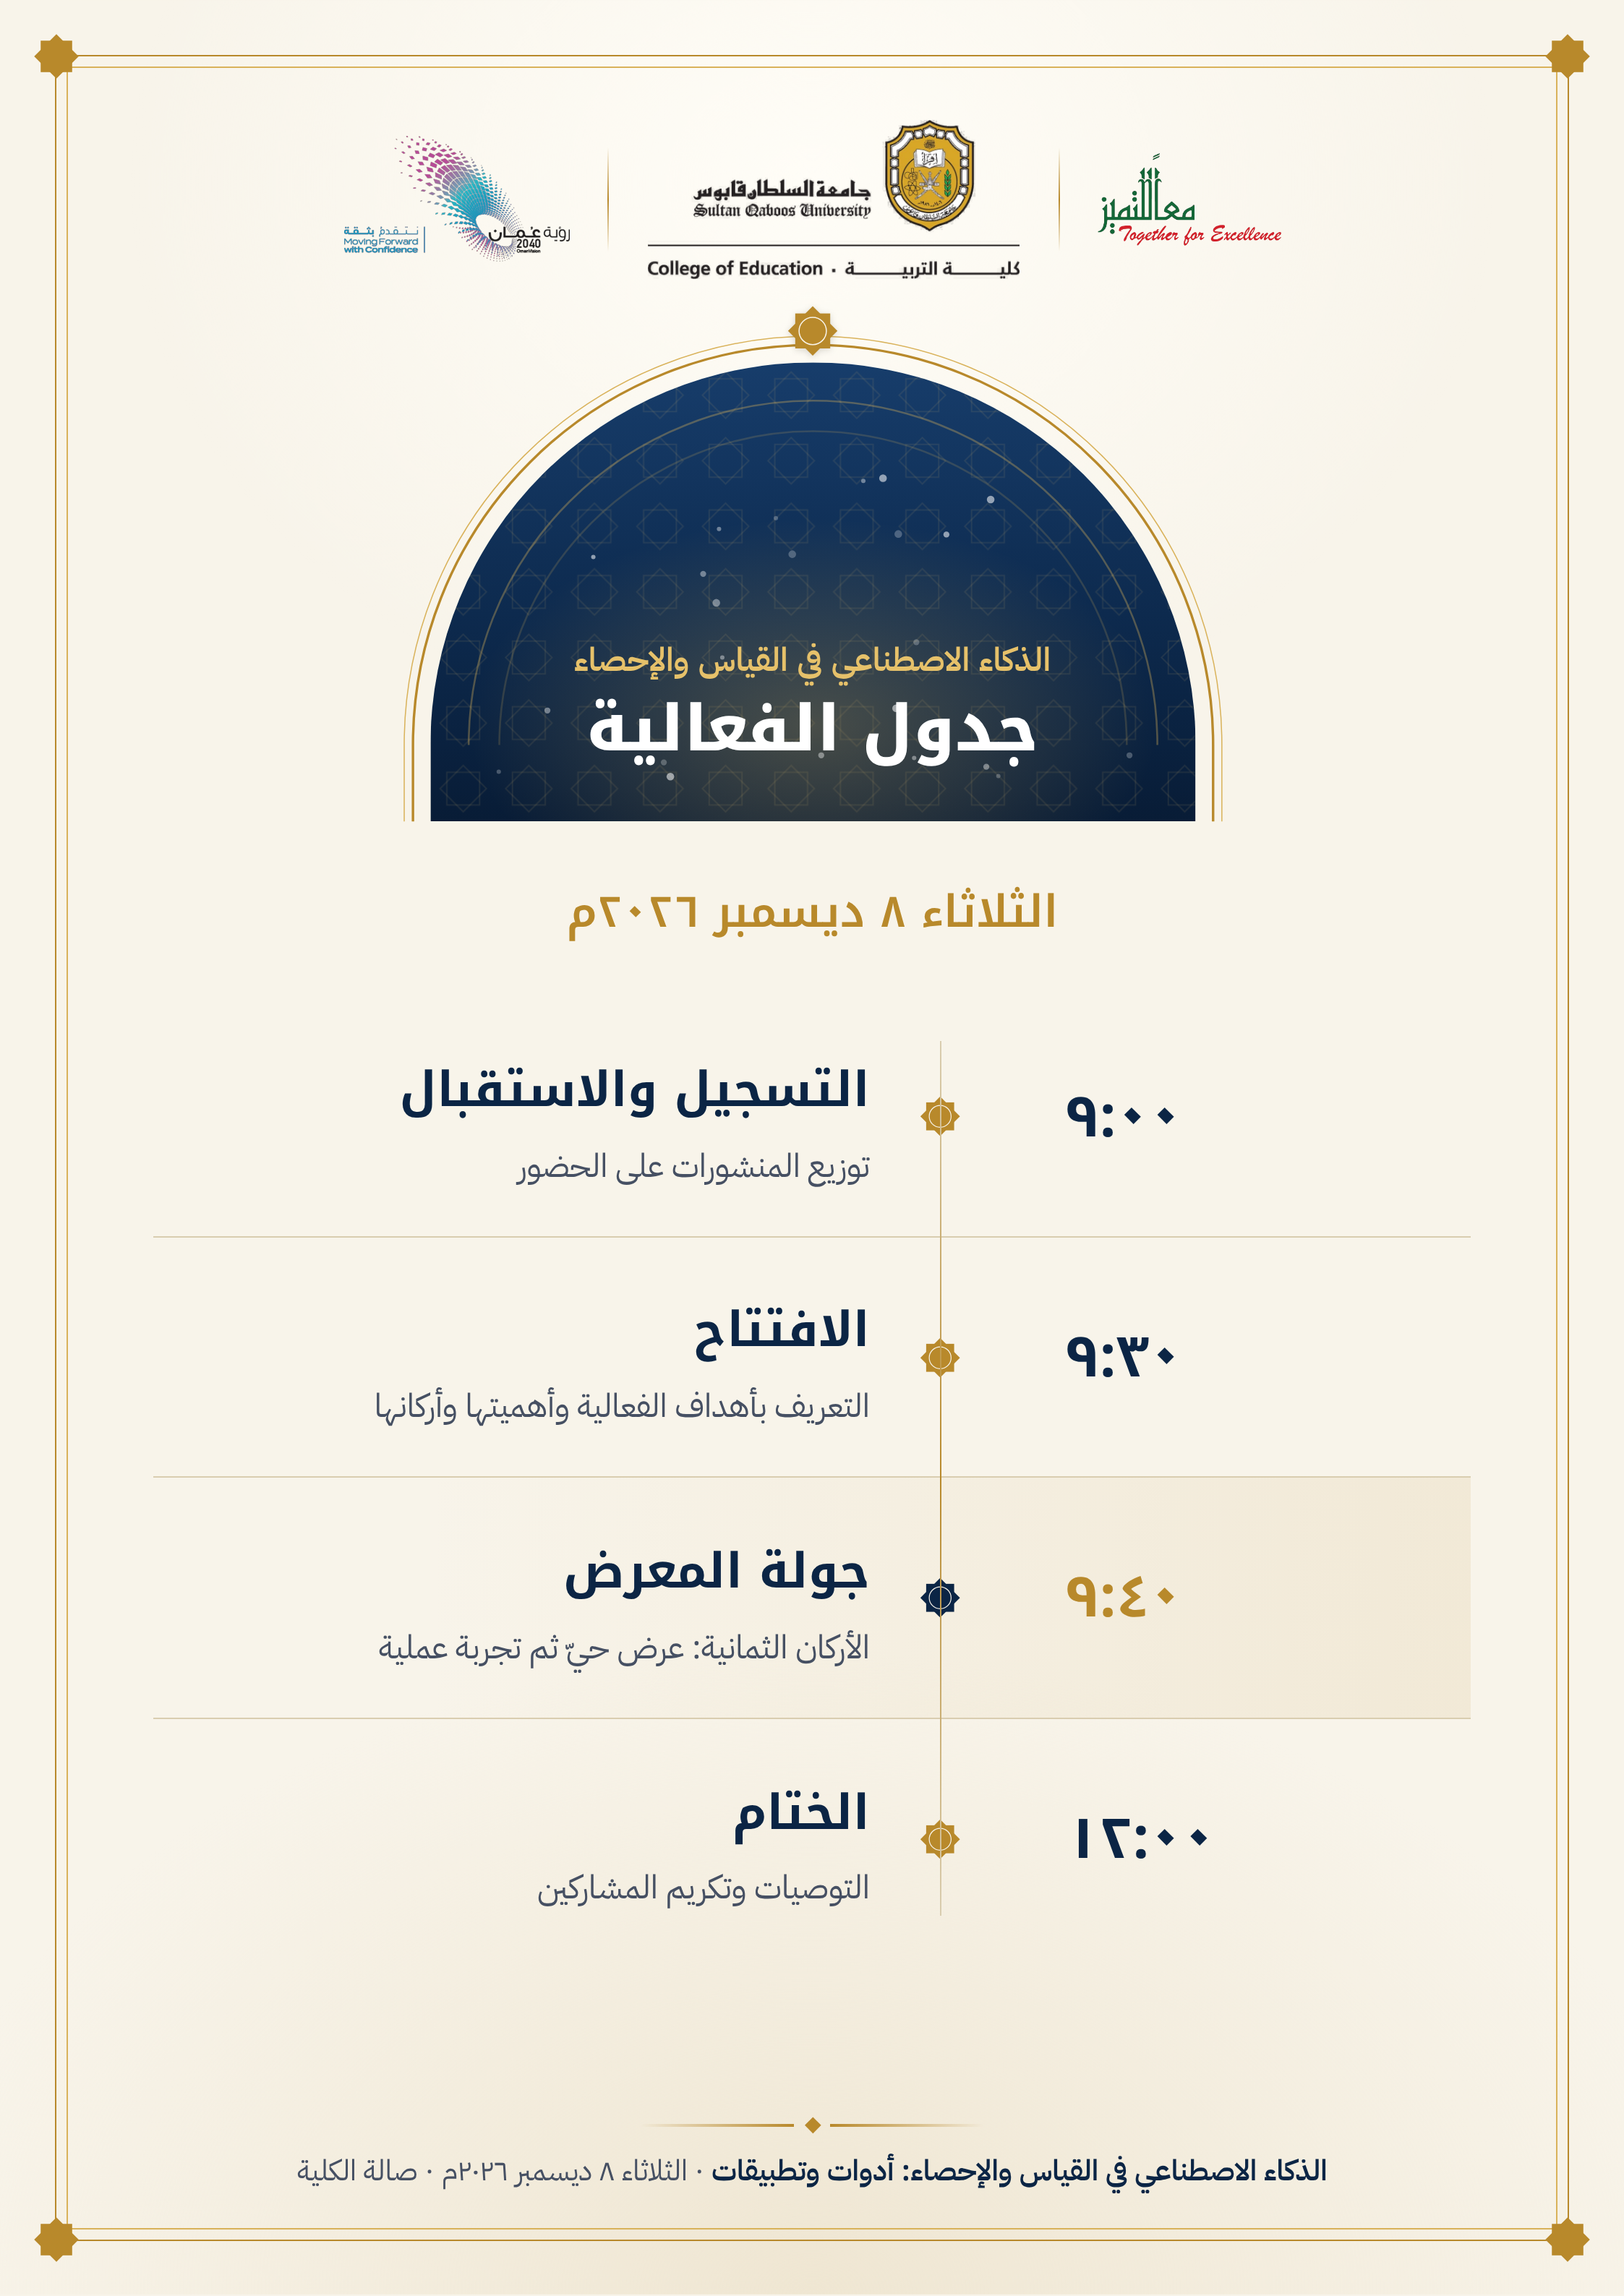 معاً للتميز
Together for Excellence
جامعة السلطان قابوس
Sultan Qaboos University
كليـــــــة التربيـــــــة · College of Education
رؤية عُمان
2040
Oman Vision
نتقدم بثقة
Moving Forward
with Confidence
الذكاء الاصطناعي في القياس والإحصاء
جدول الفعالية
الثلاثاء ٨ ديسمبر ٢٠٢٦م
٩:٠٠
التسجيل والاستقبال
توزيع المنشورات على الحضور
٩:٣٠
الافتتاح
التعريف بأهداف الفعالية وأهميتها وأركانها
٩:٤٠
جولة المعرض
الأركان الثمانية: عرض حيّ ثم تجربة عملية
١٢:٠٠
الختام
التوصيات وتكريم المشاركين
الذكاء الاصطناعي في القياس والإحصاء: أدوات وتطبيقات · الثلاثاء ٨ ديسمبر ٢٠٢٦م · صالة الكلية